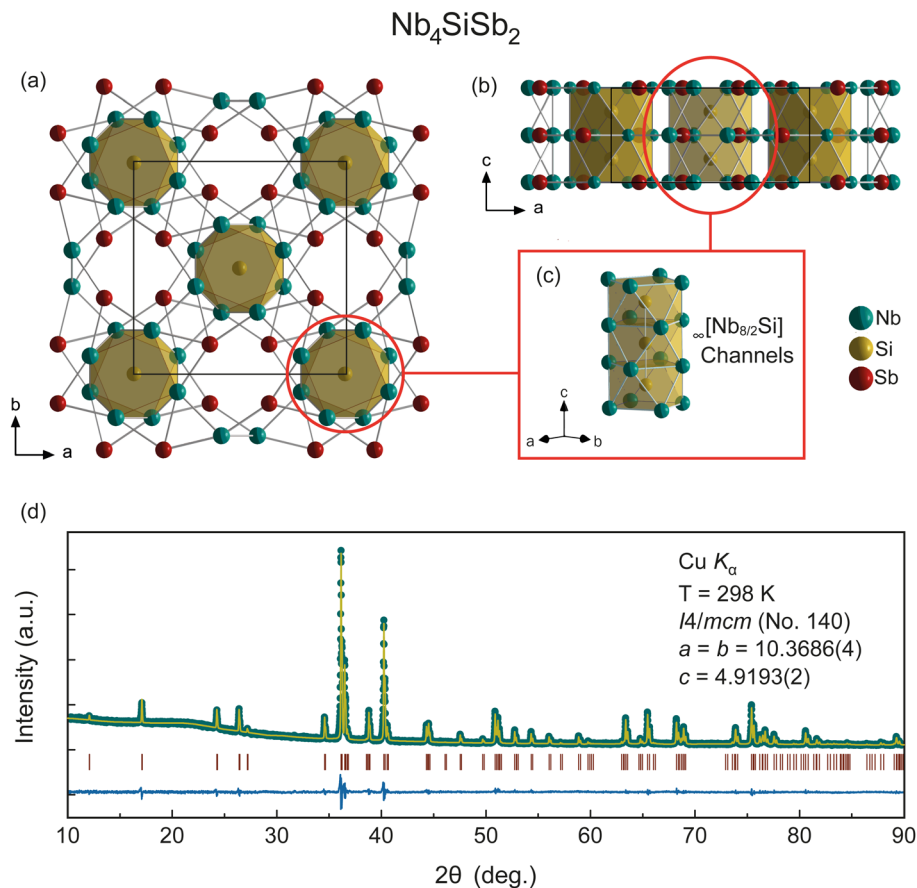 Nb₄SiSb₂
(a)
b
a
(b)
c
a
(c)
∞[Nb₈/₂Si]
Channels
c
a
b
Nb
Si
Sb
(d)
Intensity (a.u.)
Cu Kα
T = 298 K
I4/mcm (No. 140)
a = b = 10.3686(4)
c = 4.9193(2)
10 20 30 40 50 60 70 80 90
2θ (deg.)